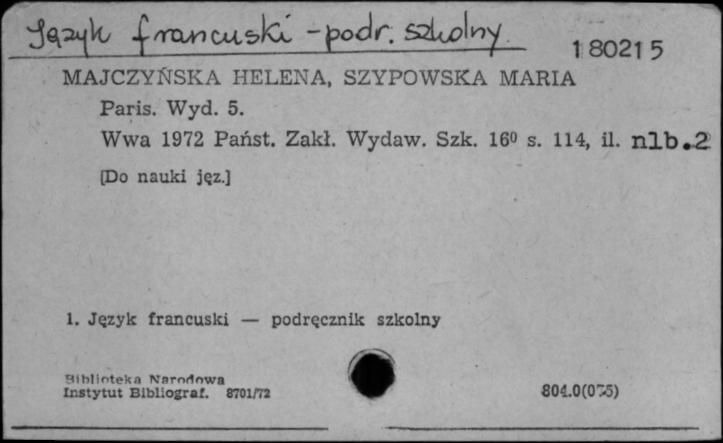 Język francuski - podr. szkolny
180215
MAJCZYŃSKA HELENA, SZYPOWSKA MARIA
Paris. Wyd. 5.
Wwa 1972 Państ. Zakł. Wydaw. Szk. 16⁰ s. 114, il. nlb.2
[Do nauki jęz.]
1. Język francuski — podręcznik szkolny
Biblioteka Narodowa
Instytut Bibliograf. 8701/72
804.0(075)